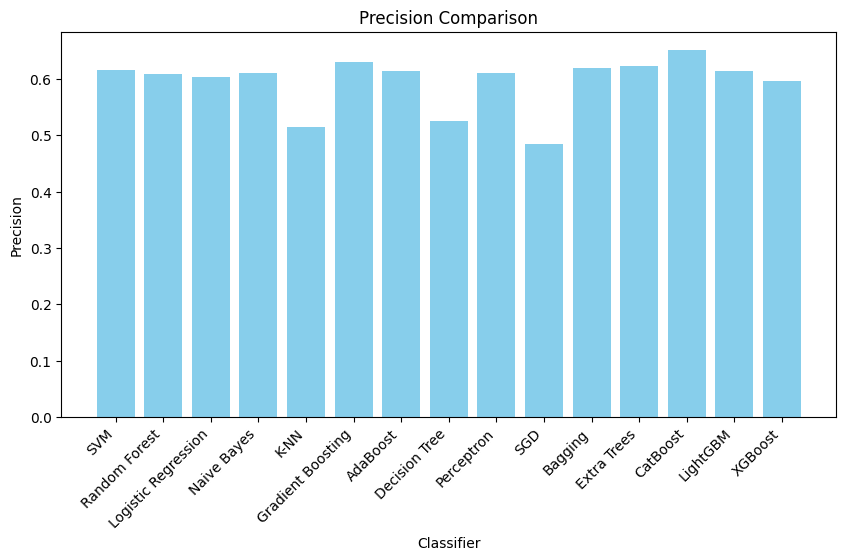 Precision Comparison
Precision
0.6
0.5
0.4
0.3
0.2
0.1
0.0
SVM
Random Forest
Logistic Regression
Naive Bayes
K-NN
Gradient Boosting
AdaBoost
Decision Tree
Perceptron
SGD
Bagging
Extra Trees
CatBoost
LightGBM
XGBoost
Classifier